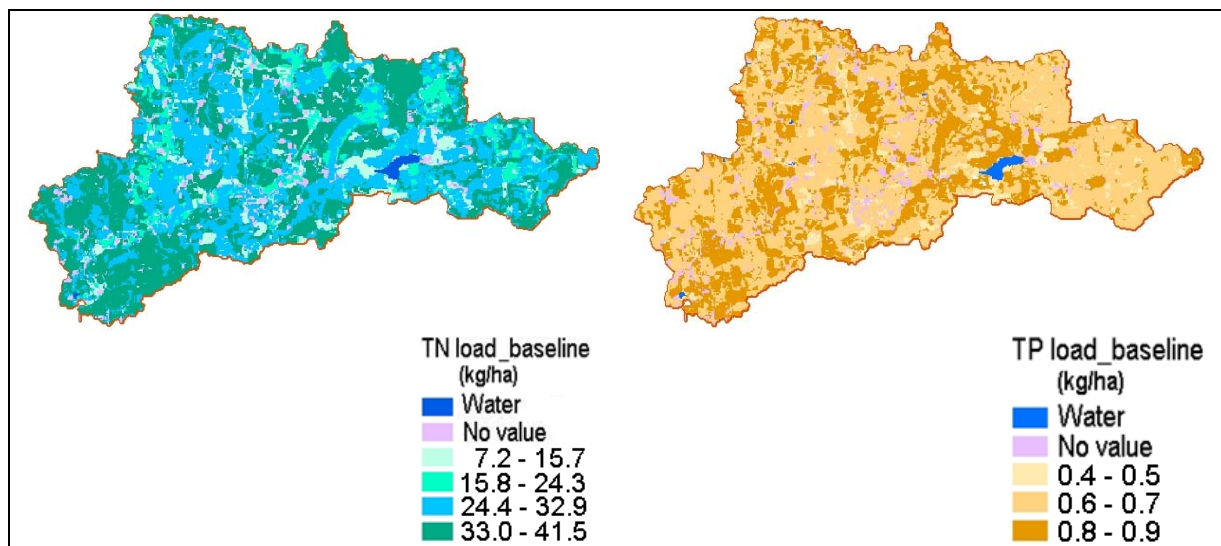 TN load_baseline
(kg/ha)
Water
No value
7.2 - 15.7
15.8 - 24.3
24.4 - 32.9
33.0 - 41.5
TP load_baseline
(kg/ha)
Water
No value
0.4 - 0.5
0.6 - 0.7
0.8 - 0.9